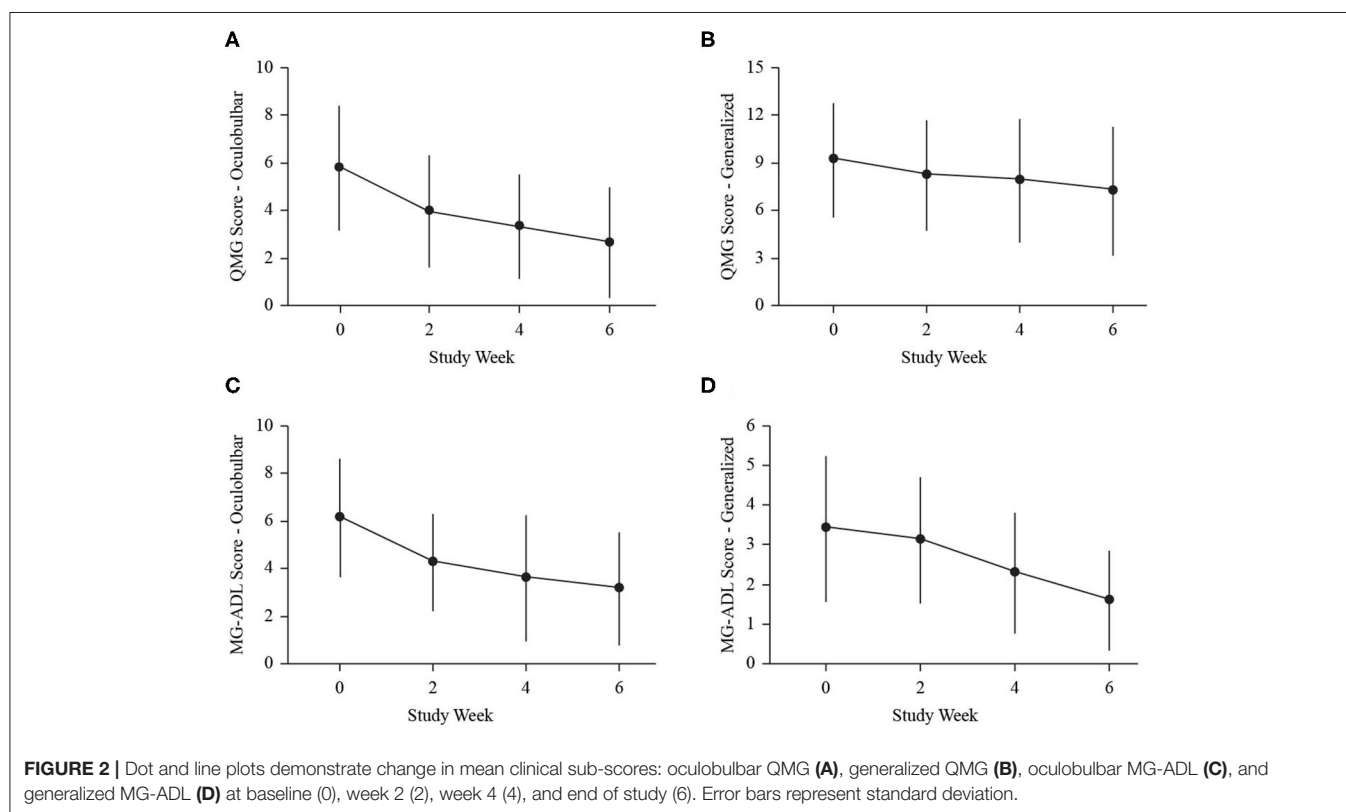 A
10
8
6
4
2
0
QMG Score - Oculobulbar
0 2 4 6
Study Week
B
15
12
9
6
3
0
QMG Score - Generalized
0 2 4 6
Study Week
C
10
8
6
4
2
0
MG-ADL Score - Oculobulbar
0 2 4 6
Study Week
D
6
5
4
3
2
1
0
MG-ADL Score - Generalized
0 2 4 6
Study Week
FIGURE 2 | Dot and line plots demonstrate change in mean clinical sub-scores: oculobulbar QMG (A), generalized QMG (B), oculobulbar MG-ADL (C), and
generalized MG-ADL (D) at baseline (0), week 2 (2), week 4 (4), and end of study (6). Error bars represent standard deviation.